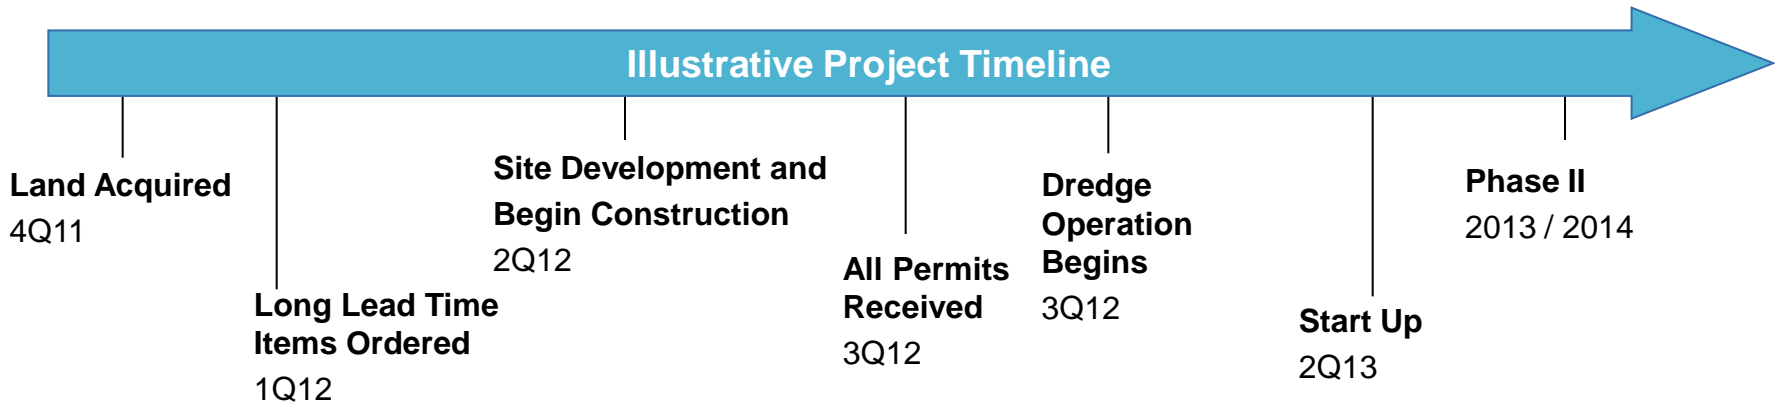 Illustrative Project Timeline
Land Acquired
4Q11
Long Lead Time
Items Ordered
1Q12
Site Development and
Begin Construction
2Q12
All Permits
Received
3Q12
Dredge
Operation
Begins
3Q12
Start Up
2Q13
Phase II
2013 / 2014